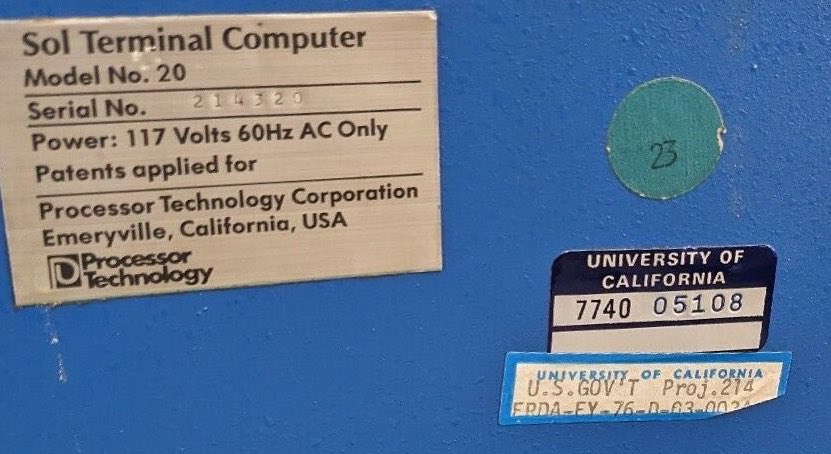 Sol Terminal Computer
Model No. 20
Serial No. 214320
Power: 117 Volts 60Hz AC Only
Patents applied for
Processor Technology Corporation
Emeryville, California, USA
Processor
Technology
23
UNIVERSITY OF
CALIFORNIA
7740 05108
UNIVERSITY OF CALIFORNIA
U.S.GOV'T Proj.214